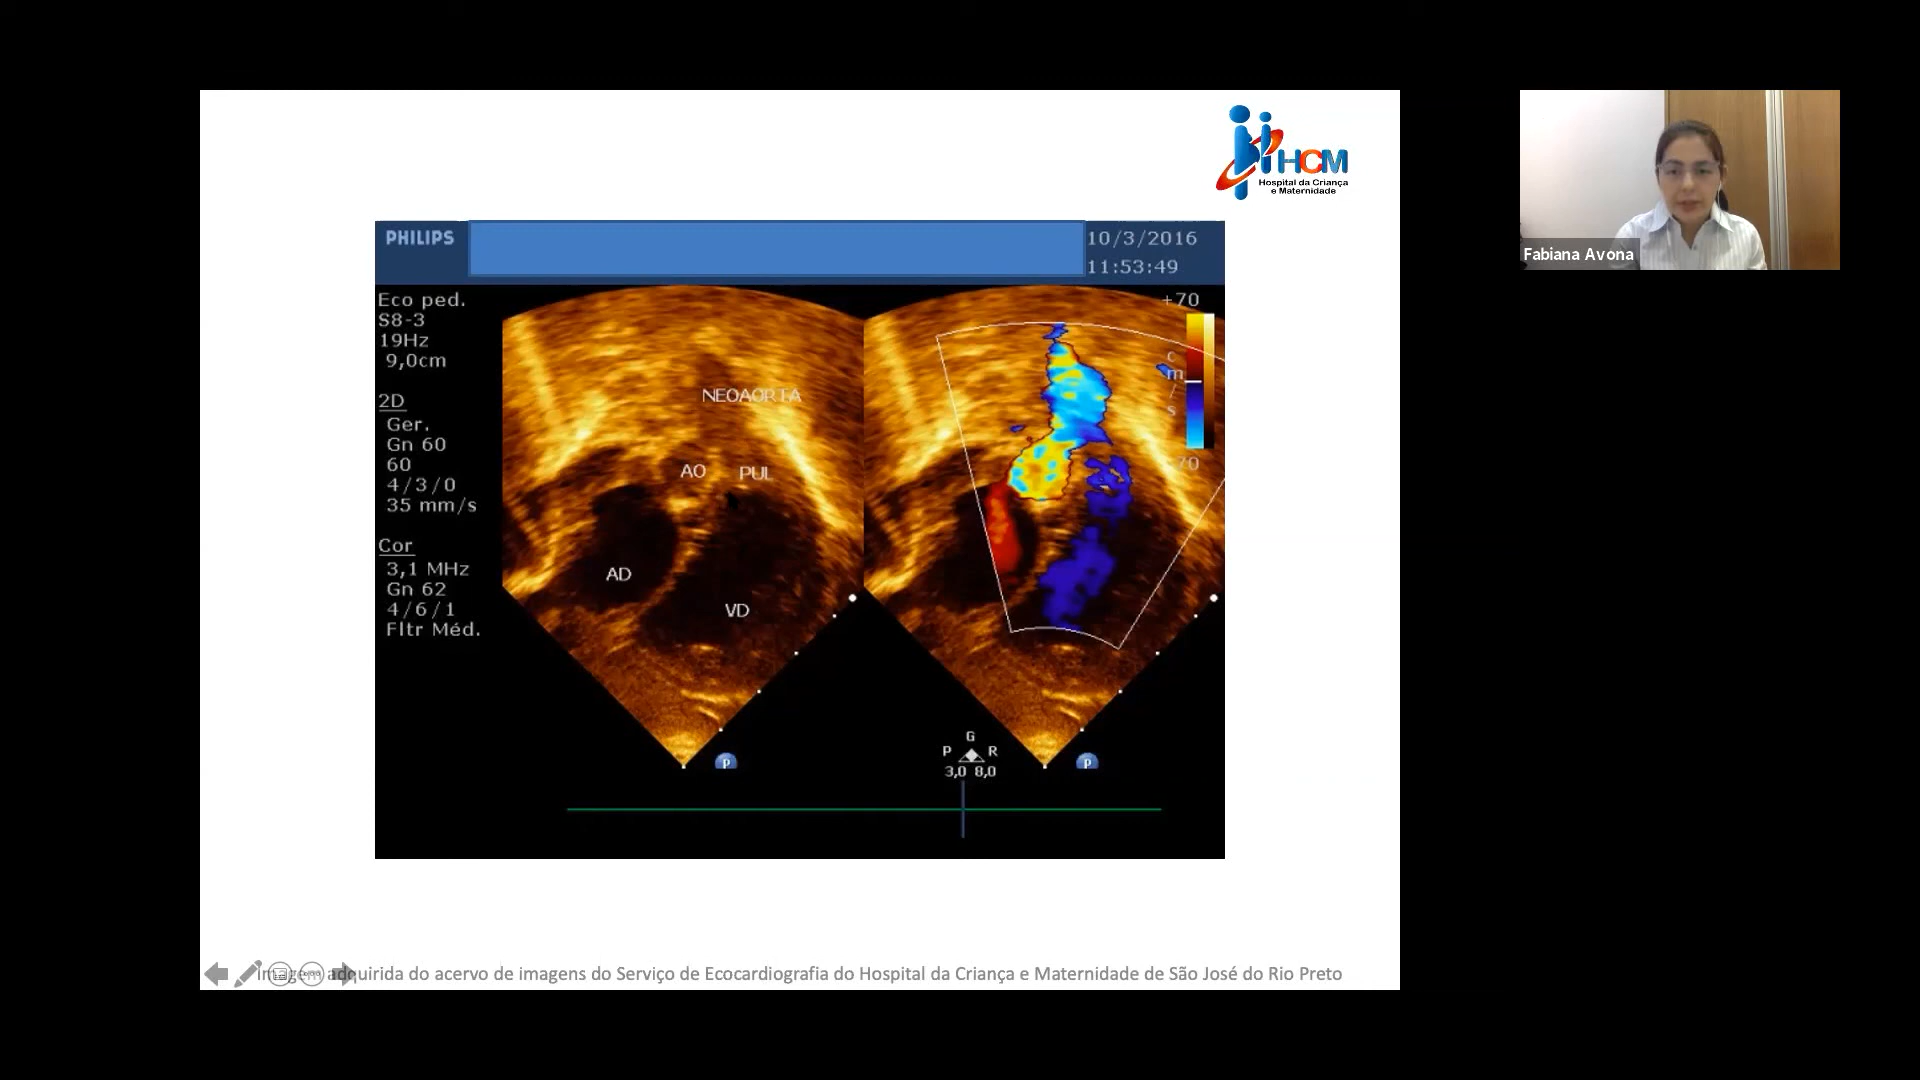 HCM
Hospital da Criança
e Maternidade
Fabiana Avona
PHILIPS
10/3/2016
11:53:49
Eco ped.
S8-3
19Hz
9,0cm
2D
Ger.
Gn 60
60
4/3/0
35 mm/s
Cor
3,1 MHz
Gn 62
4/6/1
Fltr Méd.
NEOAORTA
AO PUL
AD
VD
+70
c
m
/
s
70
G
P R
3,0 8,0
P
P
Imagem adquirida do acervo de imagens do Serviço de Ecocardiografia do Hospital da Criança e Maternidade de São José do Rio Preto